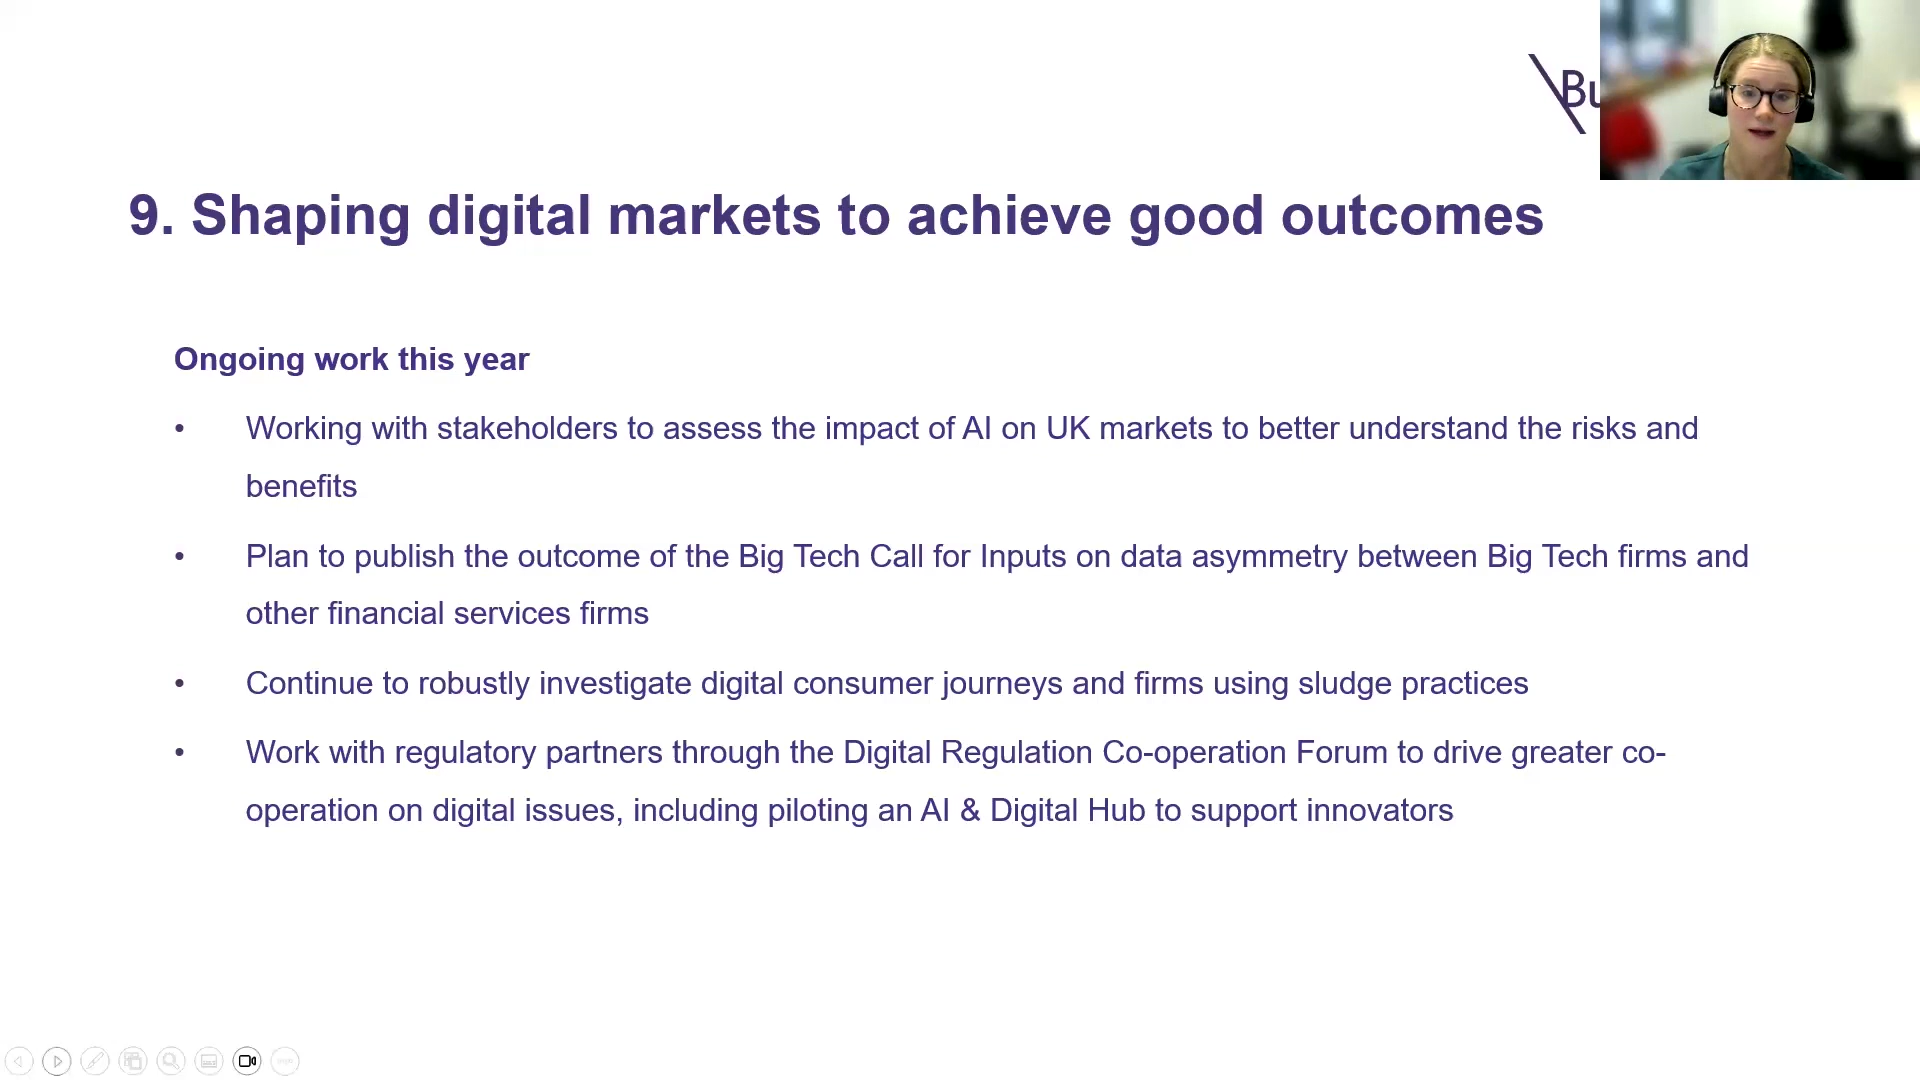 Bu
9. Shaping digital markets to achieve good outcomes
Ongoing work this year
• Working with stakeholders to assess the impact of AI on UK markets to better understand the risks and
benefits
• Plan to publish the outcome of the Big Tech Call for Inputs on data asymmetry between Big Tech firms and
other financial services firms
• Continue to robustly investigate digital consumer journeys and firms using sludge practices
• Work with regulatory partners through the Digital Regulation Co-operation Forum to drive greater co-
operation on digital issues, including piloting an AI & Digital Hub to support innovators